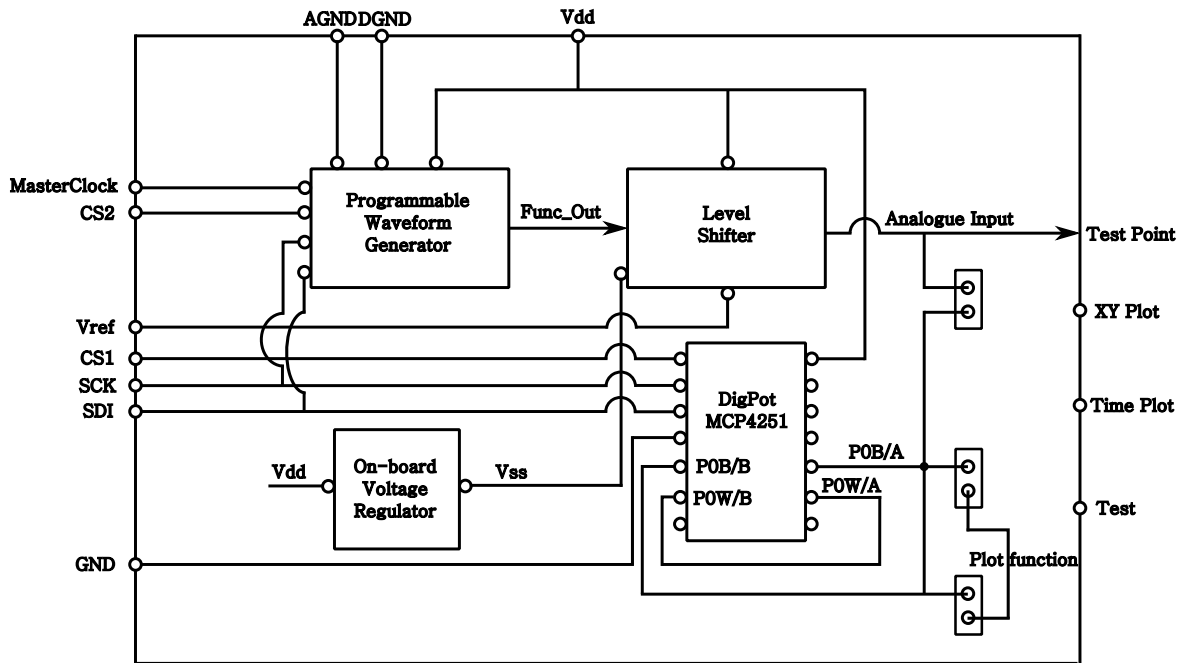 AGND DGND
Vdd
MasterClock
CS2
Programmable
Waveform
Generator
Func_Out
Level
Shifter
Analogue Input
Test Point
Vref
XY Plot
CS1
SCK
SDI
DigPot
MCP4251
Time Plot
Vdd
On-board
Voltage
Regulator
Vss
P0B/B
P0W/B
P0B/A
P0W/A
Test
GND
Plot function